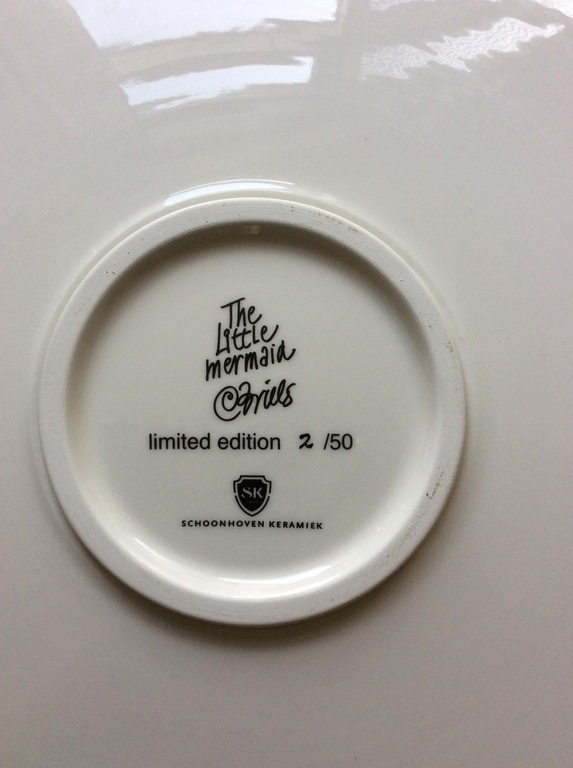 The
Little
mermaid
limited edition 2 /50
SK
SCHOONHOVEN KERAMIEK